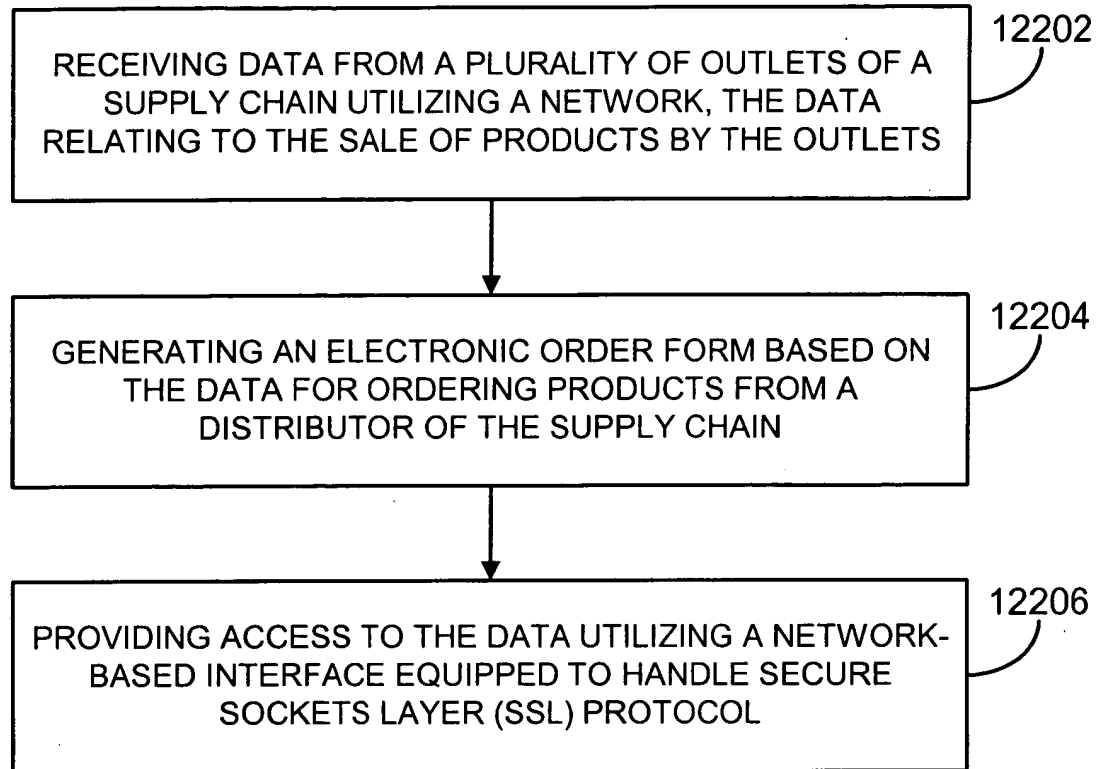 12202
RECEIVING DATA FROM A PLURALITY OF OUTLETS OF A
SUPPLY CHAIN UTILIZING A NETWORK, THE DATA
RELATING TO THE SALE OF PRODUCTS BY THE OUTLETS
12204
GENERATING AN ELECTRONIC ORDER FORM BASED ON
THE DATA FOR ORDERING PRODUCTS FROM A
DISTRIBUTOR OF THE SUPPLY CHAIN
12206
PROVIDING ACCESS TO THE DATA UTILIZING A NETWORK-
BASED INTERFACE EQUIPPED TO HANDLE SECURE
SOCKETS LAYER (SSL) PROTOCOL